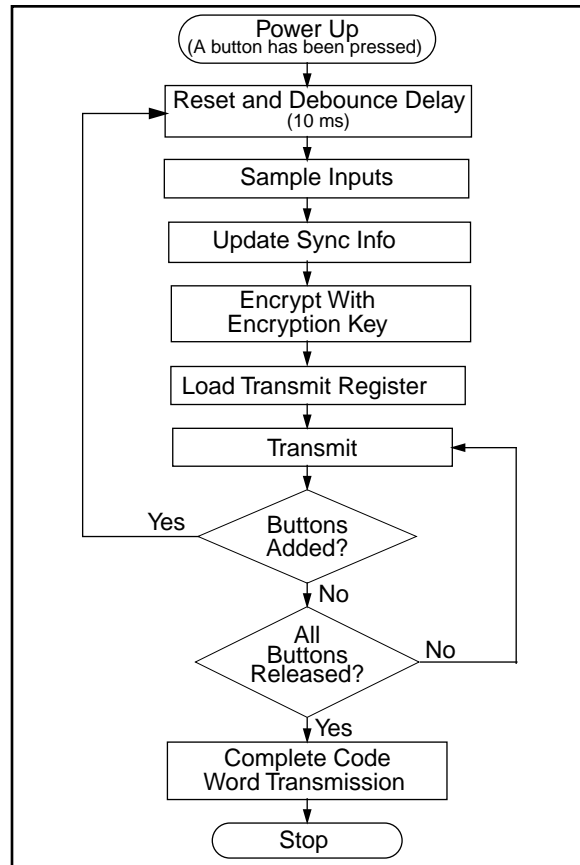 Power Up
(A button has been pressed)
Reset and Debounce Delay
(10 ms)
Sample Inputs
Update Sync Info
Encrypt With
Encryption Key
Load Transmit Register
Transmit
Yes
Buttons
Added?
No
All
Buttons
Released?
No
Yes
Complete Code
Word Transmission
Stop